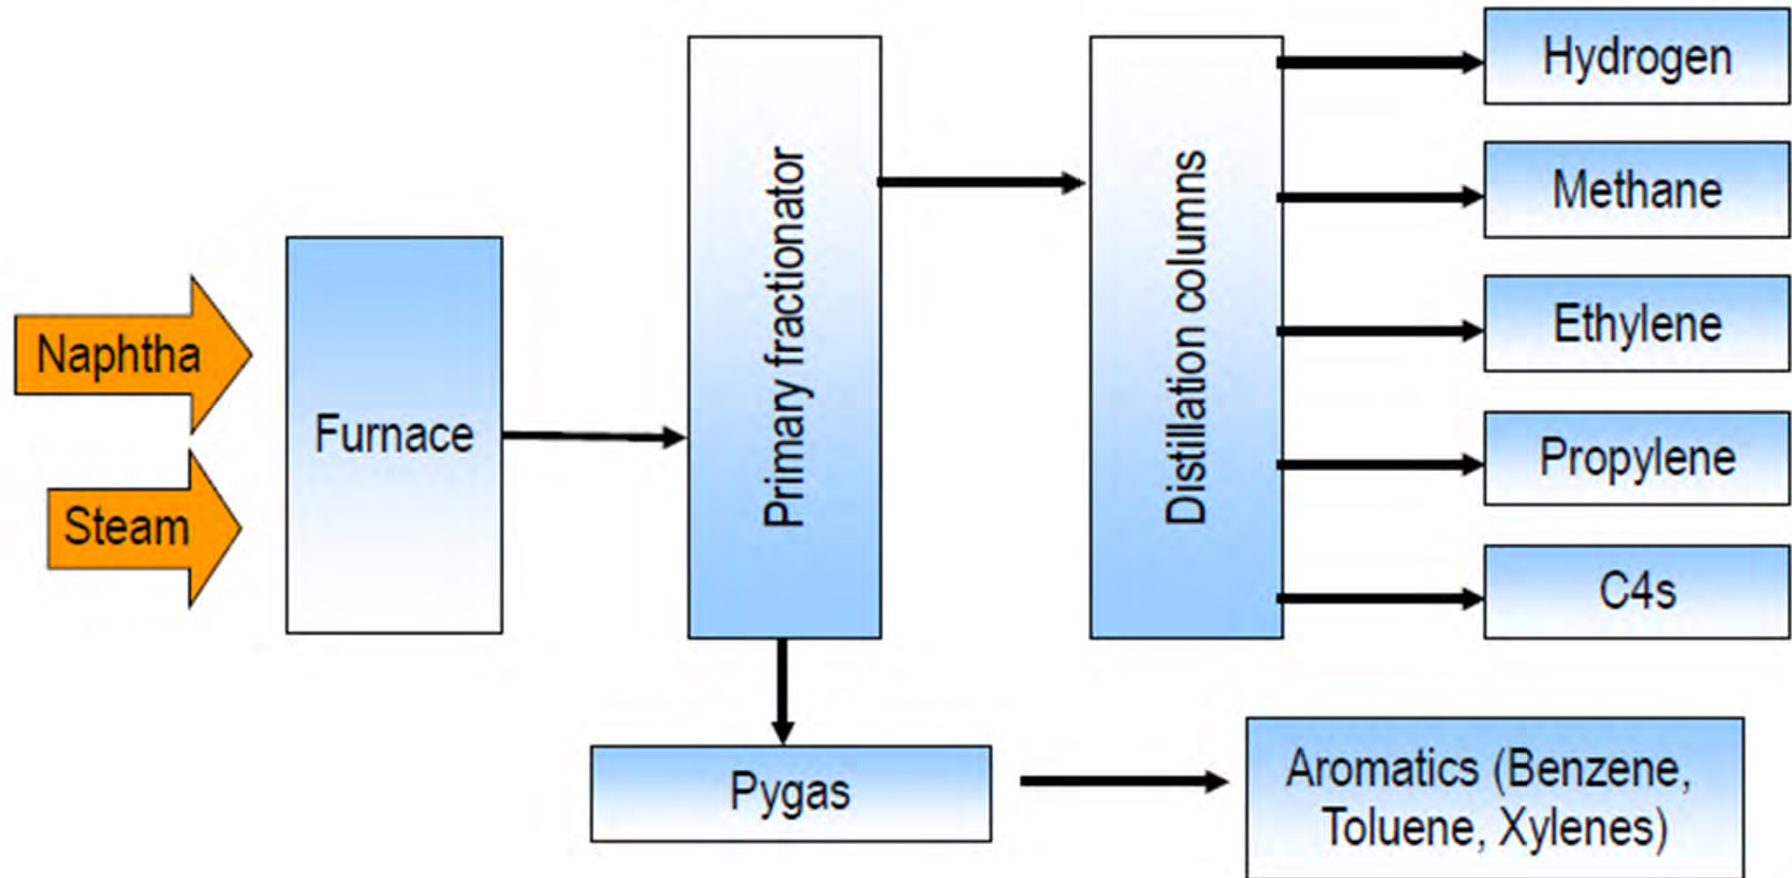 Naphtha
Steam
Furnace
Primary fractionator
Distillation columns
Hydrogen
Methane
Ethylene
Propylene
C4s
Pygas
Aromatics (Benzene,
Toluene, Xylenes)